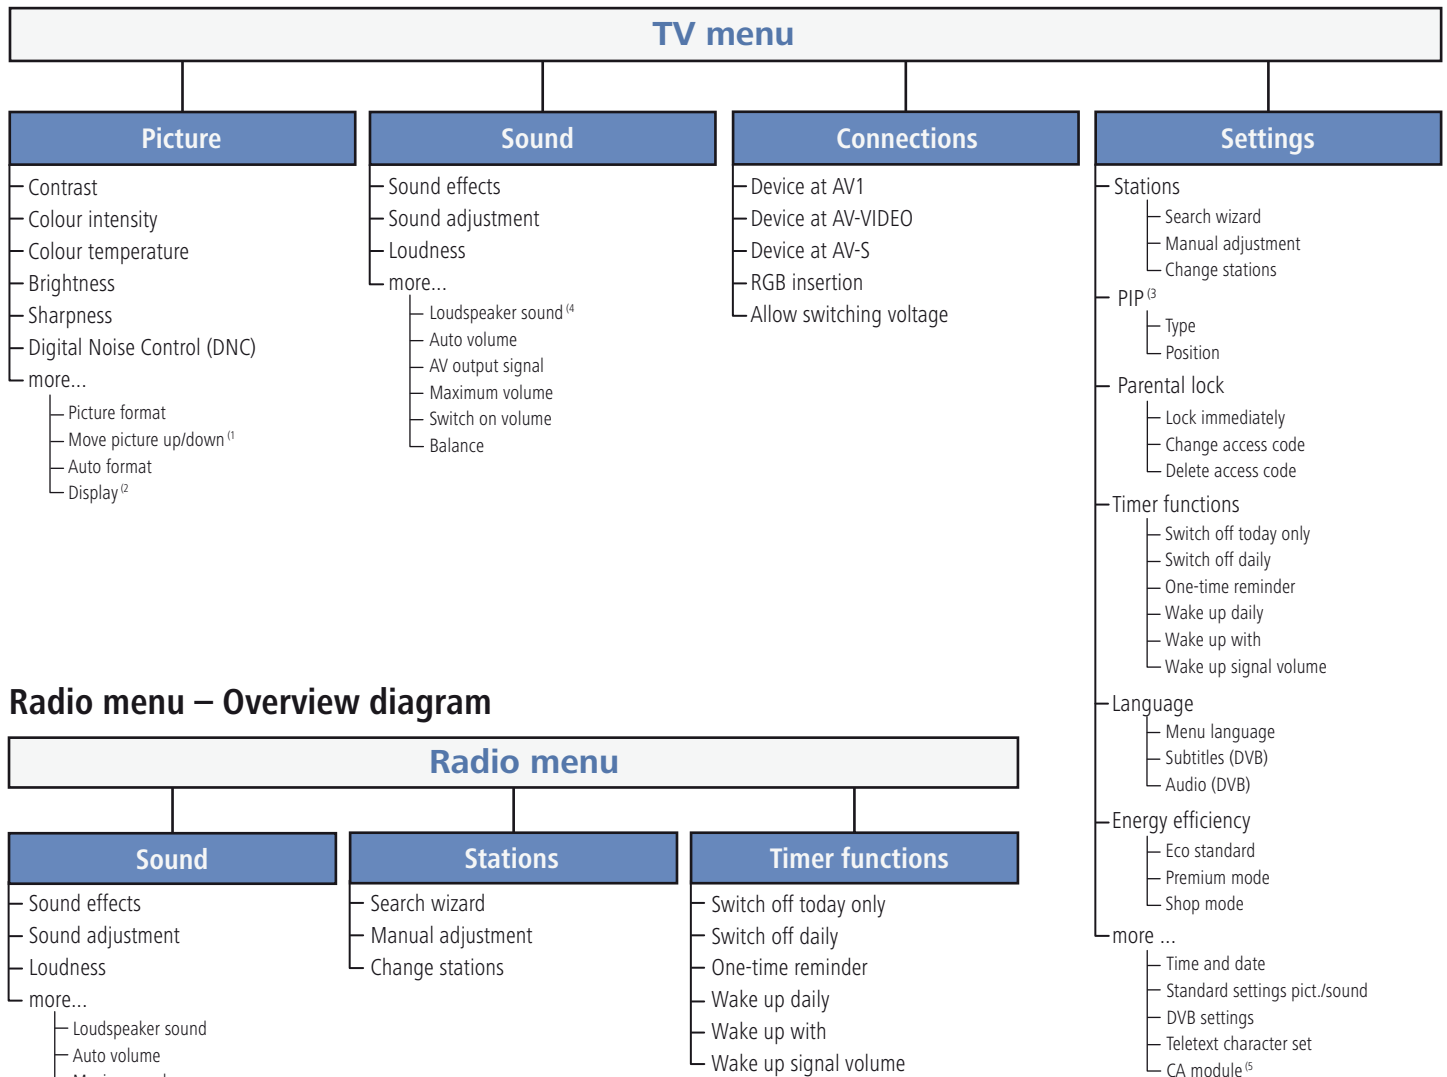 TV menu
Picture
Contrast
Colour intensity
Colour temperature
Brightness
Sharpness
Digital Noise Control (DNC)
more...
Picture format
Move picture up/down (1
Auto format
Display (2
Sound
Sound effects
Sound adjustment
Loudness
more...
Loudspeaker sound (4
Auto volume
AV output signal
Maximum volume
Switch on volume
Balance
Connections
Device at AV1
Device at AV-VIDEO
Device at AV-S
RGB insertion
Allow switching voltage
Settings
Stations
Search wizard
Manual adjustment
Change stations
PIP (3
Type
Position
Parental lock
Lock immediately
Change access code
Delete access code
Timer functions
Switch off today only
Switch off daily
One-time reminder
Wake up daily
Wake up with
Wake up signal volume
Language
Menu language
Subtitles (DVB)
Audio (DVB)
Energy efficiency
Eco standard
Premium mode
Shop mode
more ...
Time and date
Standard settings pict./sound
DVB settings
Teletext character set
CA module (5
Radio menu – Overview diagram
Radio menu
Sound
Sound effects
Sound adjustment
Loudness
more...
Loudspeaker sound
Auto volume
Stations
Search wizard
Manual adjustment
Change stations
Timer functions
Switch off today only
Switch off daily
One-time reminder
Wake up daily
Wake up with
Wake up signal volume